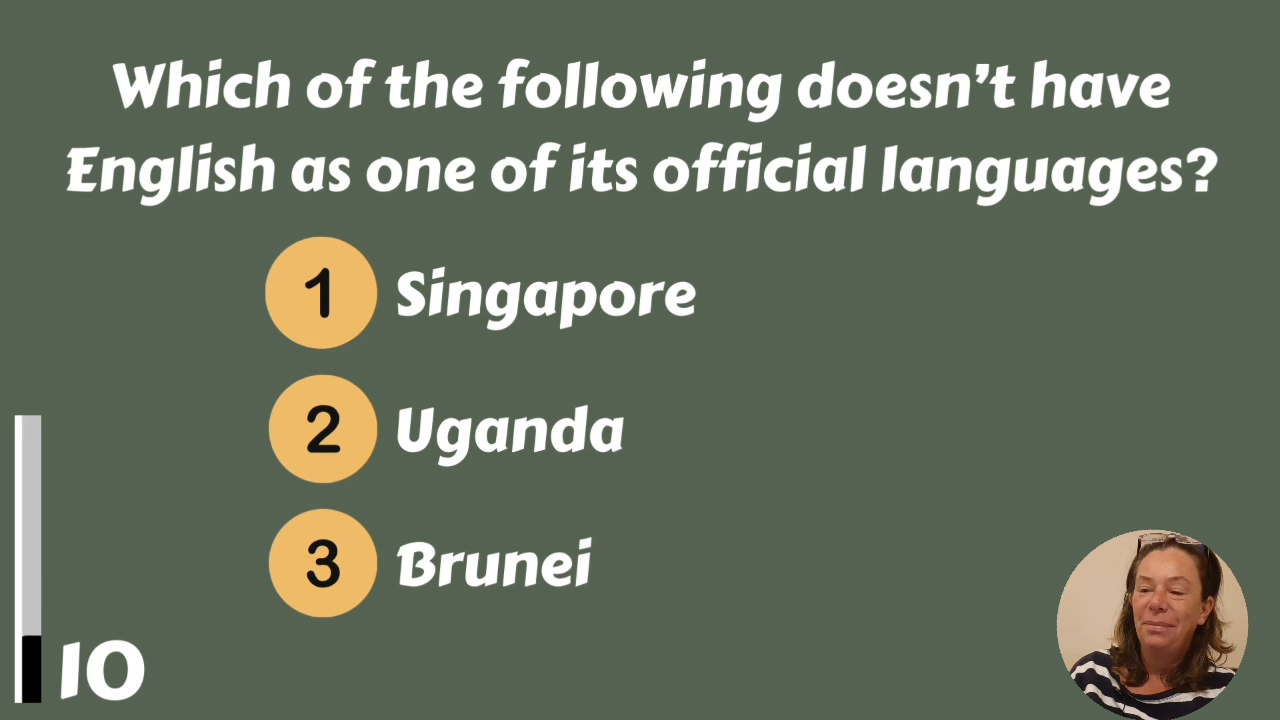 Which of the following doesn't have
English as one of its official languages?
1 Singapore
2 Uganda
3 Brunei
10